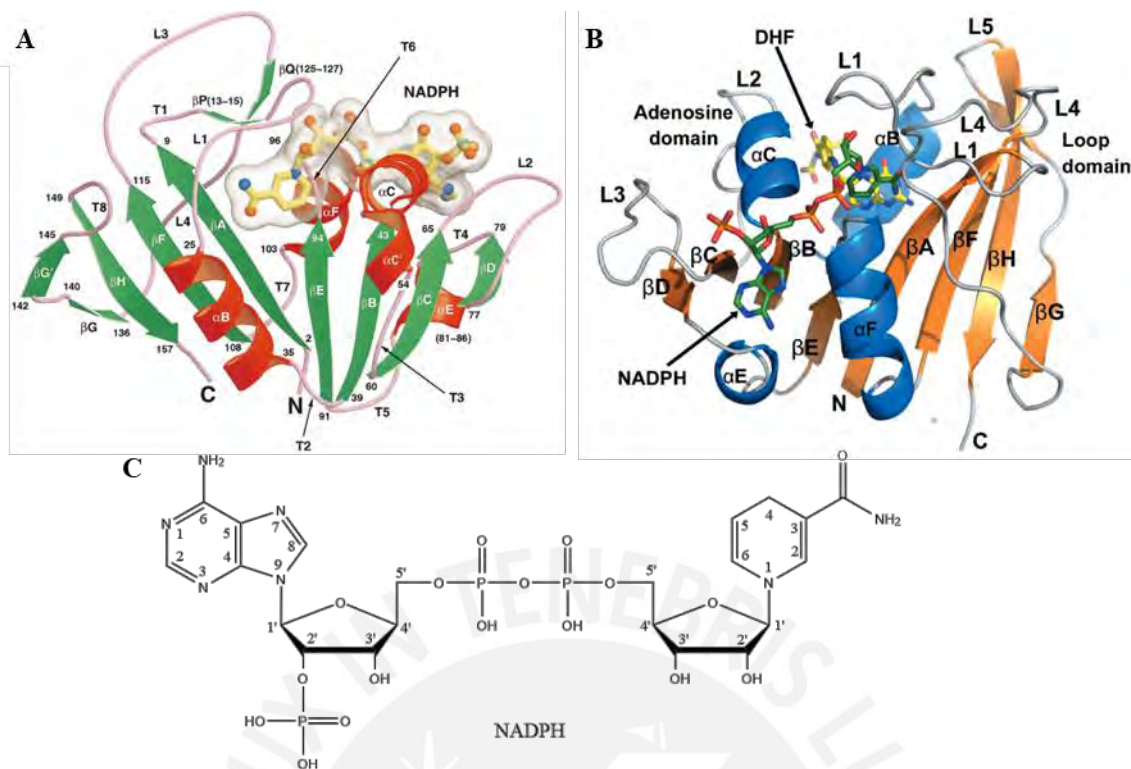 A
L3
T6
βQ(125~127)
NADPH
βP(13~15)
T1
L1
96
9
L2
αC
115
αF
βA
149
T8
L4
25
βF
103
94
43
65
T4
79
145
αC'
βD
βG'
βH
T7
βE
βB
54
βC
αE
140
142
βG
αB
2
77
136
108
(81~86)
157
35
60
C
N
39
T3
91
T5
T2
B
DHF
L5
L2
L1
Adenosine
domain
αB
L4
L4
αC
L1
Loop
domain
L3
βC
βB
βA
βF
βD
βH
βG
βE
αF
NADPH
αE
N
C
C
NH₂
O
6
N
N
7
4
1
5
5
3
NH₂
8
2
4
O
O
6
2
3
9
N
N
5'
5'
1
N
O
P
O
P
O
O
O
1'
4'
OH
OH
4'
1'
2'
3'
3'
2'
O
OH
OH
OH
HO
P
O
NADPH
OH
X IN TENEBRIS L